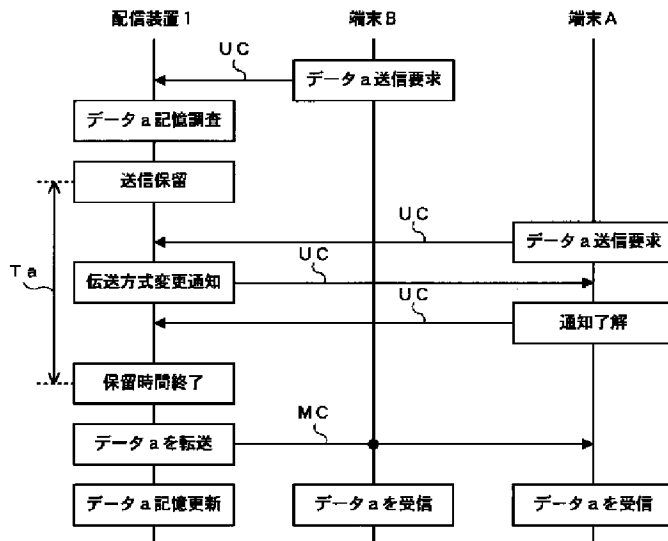 配信装置1
端末B
端末A
UC
データa送信要求
データa記憶調査
送信保留
UC
データa送信要求
Ta
UC
伝送方式変更通知
UC
通知了解
保留時間終了
MC
データaを転送
データa記憶更新
データaを受信
データaを受信